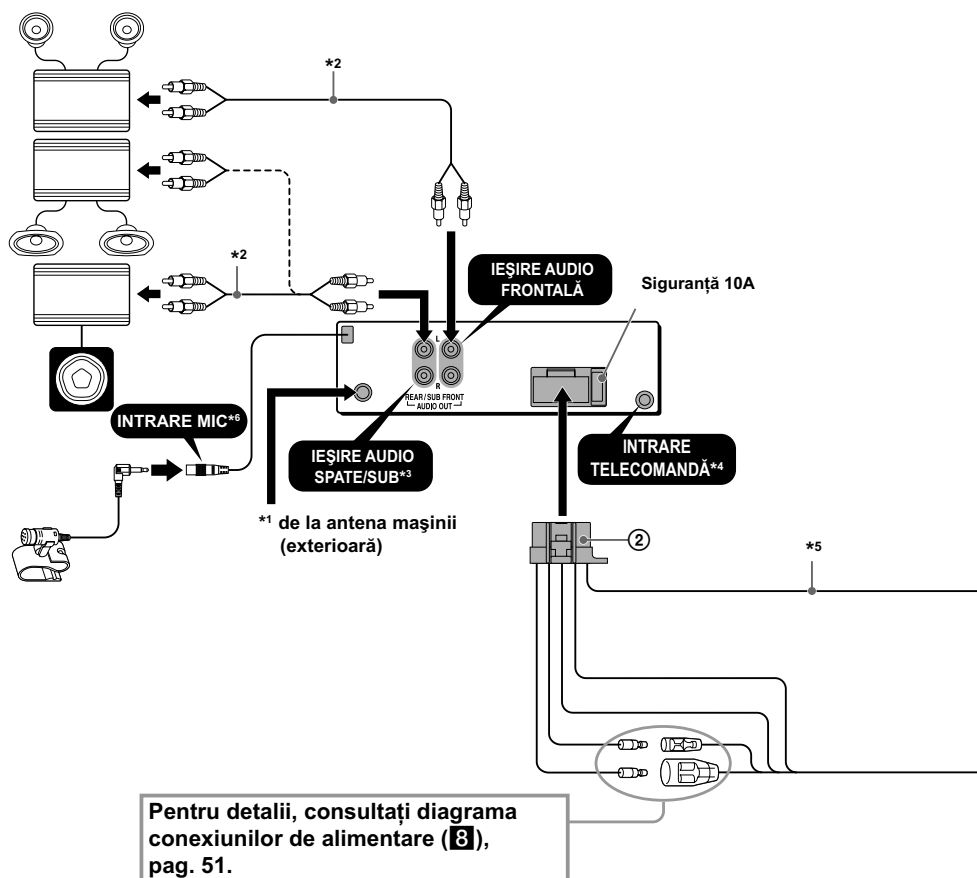 *2
IEŞIRE AUDIO
FRONTALĂ
Siguranță 10A
*2
L
R
REAR/SUB FRONT
AUDIO OUT
INTRARE MIC*6
IEŞIRE AUDIO
SPATE/SUB*3
INTRARE
TELECOMANDĂ*4
*1 de la antena maşinii
(exterioară)
2
*5
Pentru detalii, consultați diagrama
conexiunilor de alimentare (8),
pag. 51.